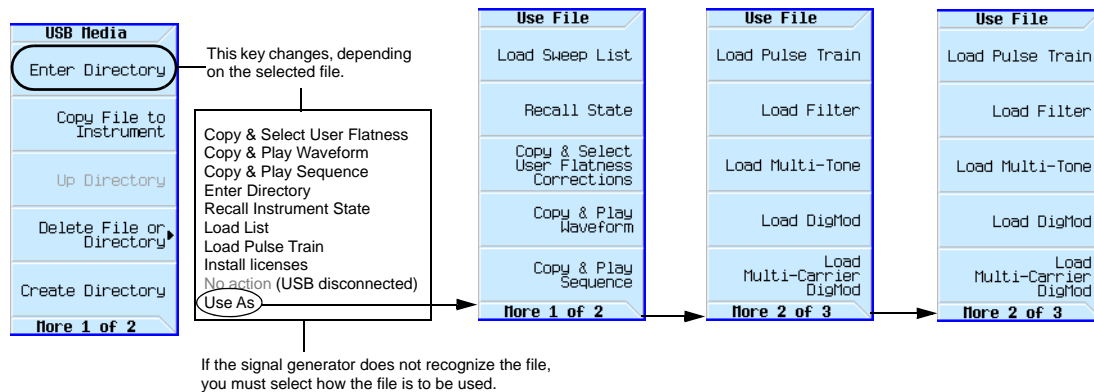 USB Media
Enter Directory
Copy File to
Instrument
Up Directory
Delete File or
Directory
Create Directory
More 1 of 2
This key changes, depending
on the selected file.
Copy & Select User Flatness
Copy & Play Waveform
Copy & Play Sequence
Enter Directory
Recall Instrument State
Load List
Load Pulse Train
Install licenses
No action (USB disconnected)
Use As
If the signal generator does not recognize the file,
you must select how the file is to be used.
Use File
Load Sweep List
Recall State
Copy & Select
User Flatness
Corrections
Copy & Play
Waveform
Copy & Play
Sequence
More 1 of 2
Use File
Load Pulse Train
Load Filter
Load Multi-Tone
Load DigMod
Load
Multi-Carrier
DigMod
More 2 of 3
Use File
Load Pulse Train
Load Filter
Load Multi-Tone
Load DigMod
Load
Multi-Carrier
DigMod
More 2 of 3